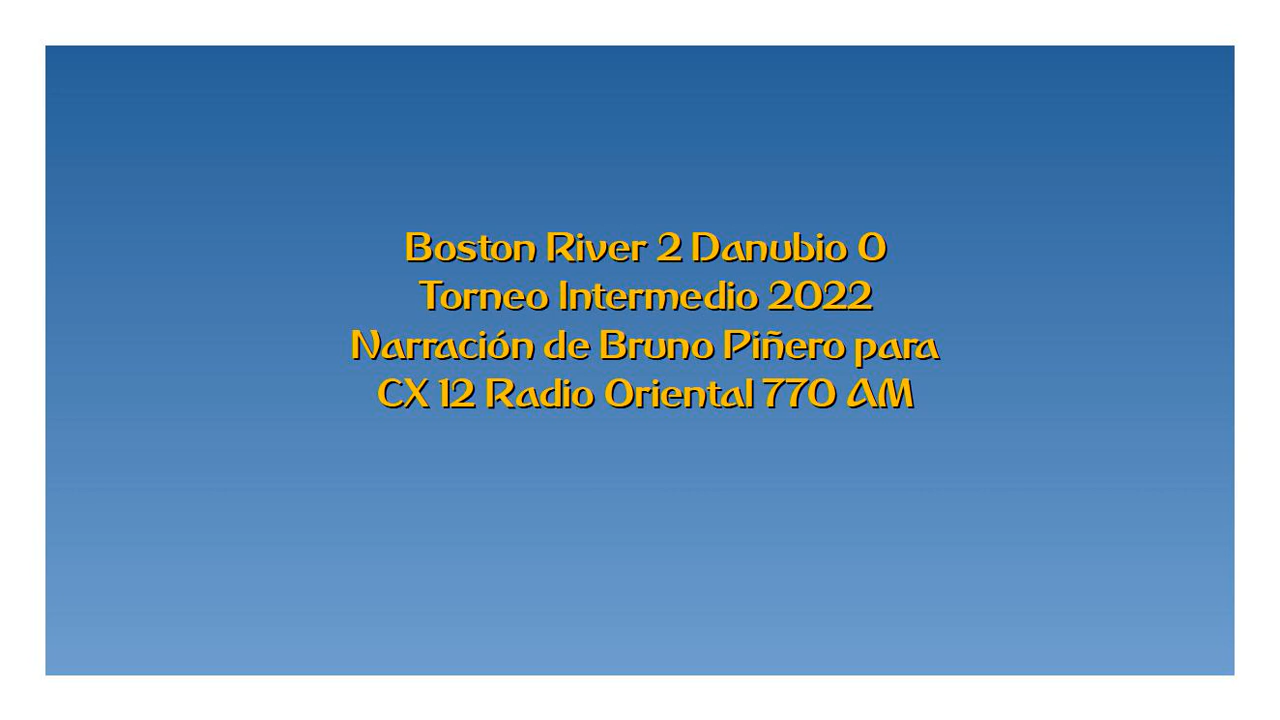 Boston River 2 Danubio 0
Torneo Intermedio 2022
Narración de Bruno Piñero para
CX 12 Radio Oriental 770 AM